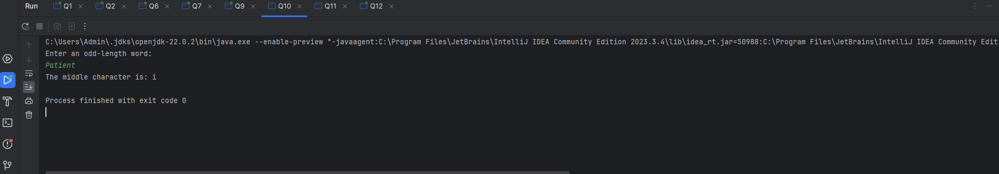 Run Q1 Q2 Q6 Q7 Q9 Q10 Q11 Q12
C:\Users\Admin\.jdks\openjdk-22.0.2\bin\java.exe --enable-preview "-javaagent:C:\Program Files\JetBrains\IntelliJ IDEA Community Edition 2023.3.4\lib\idea_rt.jar=50988:C:\Program Files\JetBrains\IntelliJ IDEA Community Edit
Enter an odd-length word:
Patient
The middle character is: i
Process finished with exit code 0